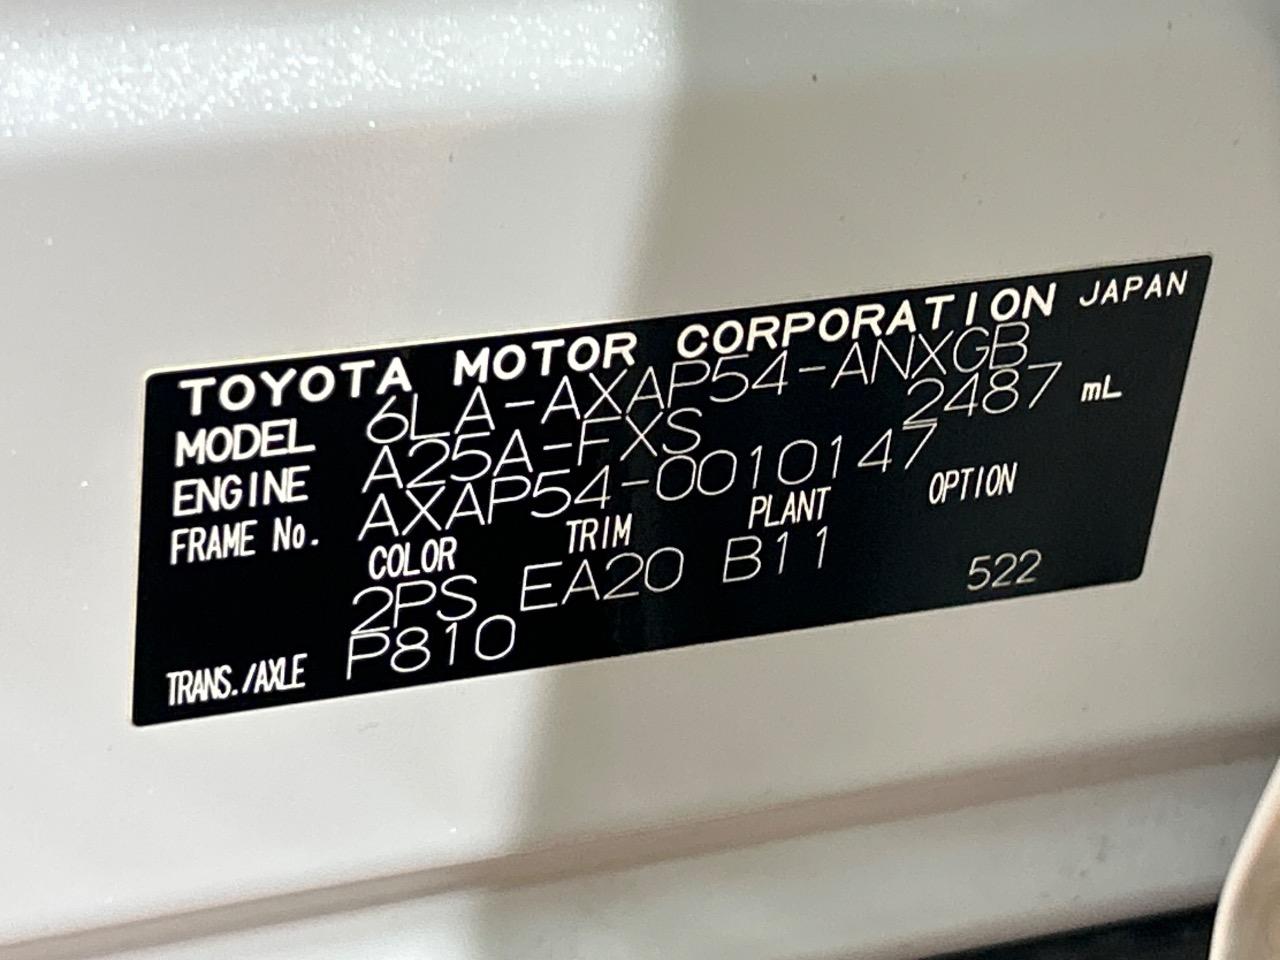 TOYOTA MOTOR CORPORATION JAPAN
MODEL 6LA-AXAP54-ANXGB
ENGINE A25A-FXS 2487 mL
FRAME No. AXAP54-0010147
COLOR TRIM PLANT OPTION
2PS EA20 B11 522
TRANS./AXLE P810